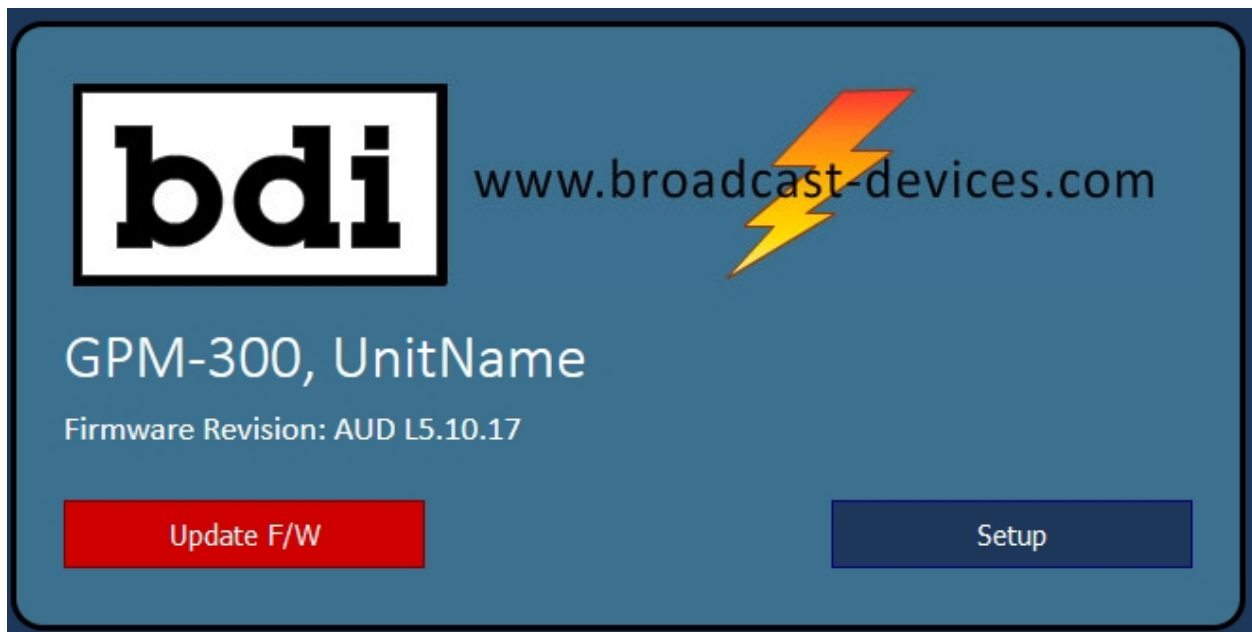 bdi
www.broadcast-devices.com
GPM-300, UnitName
Firmware Revision: AUD L5.10.17
Update F/W
Setup